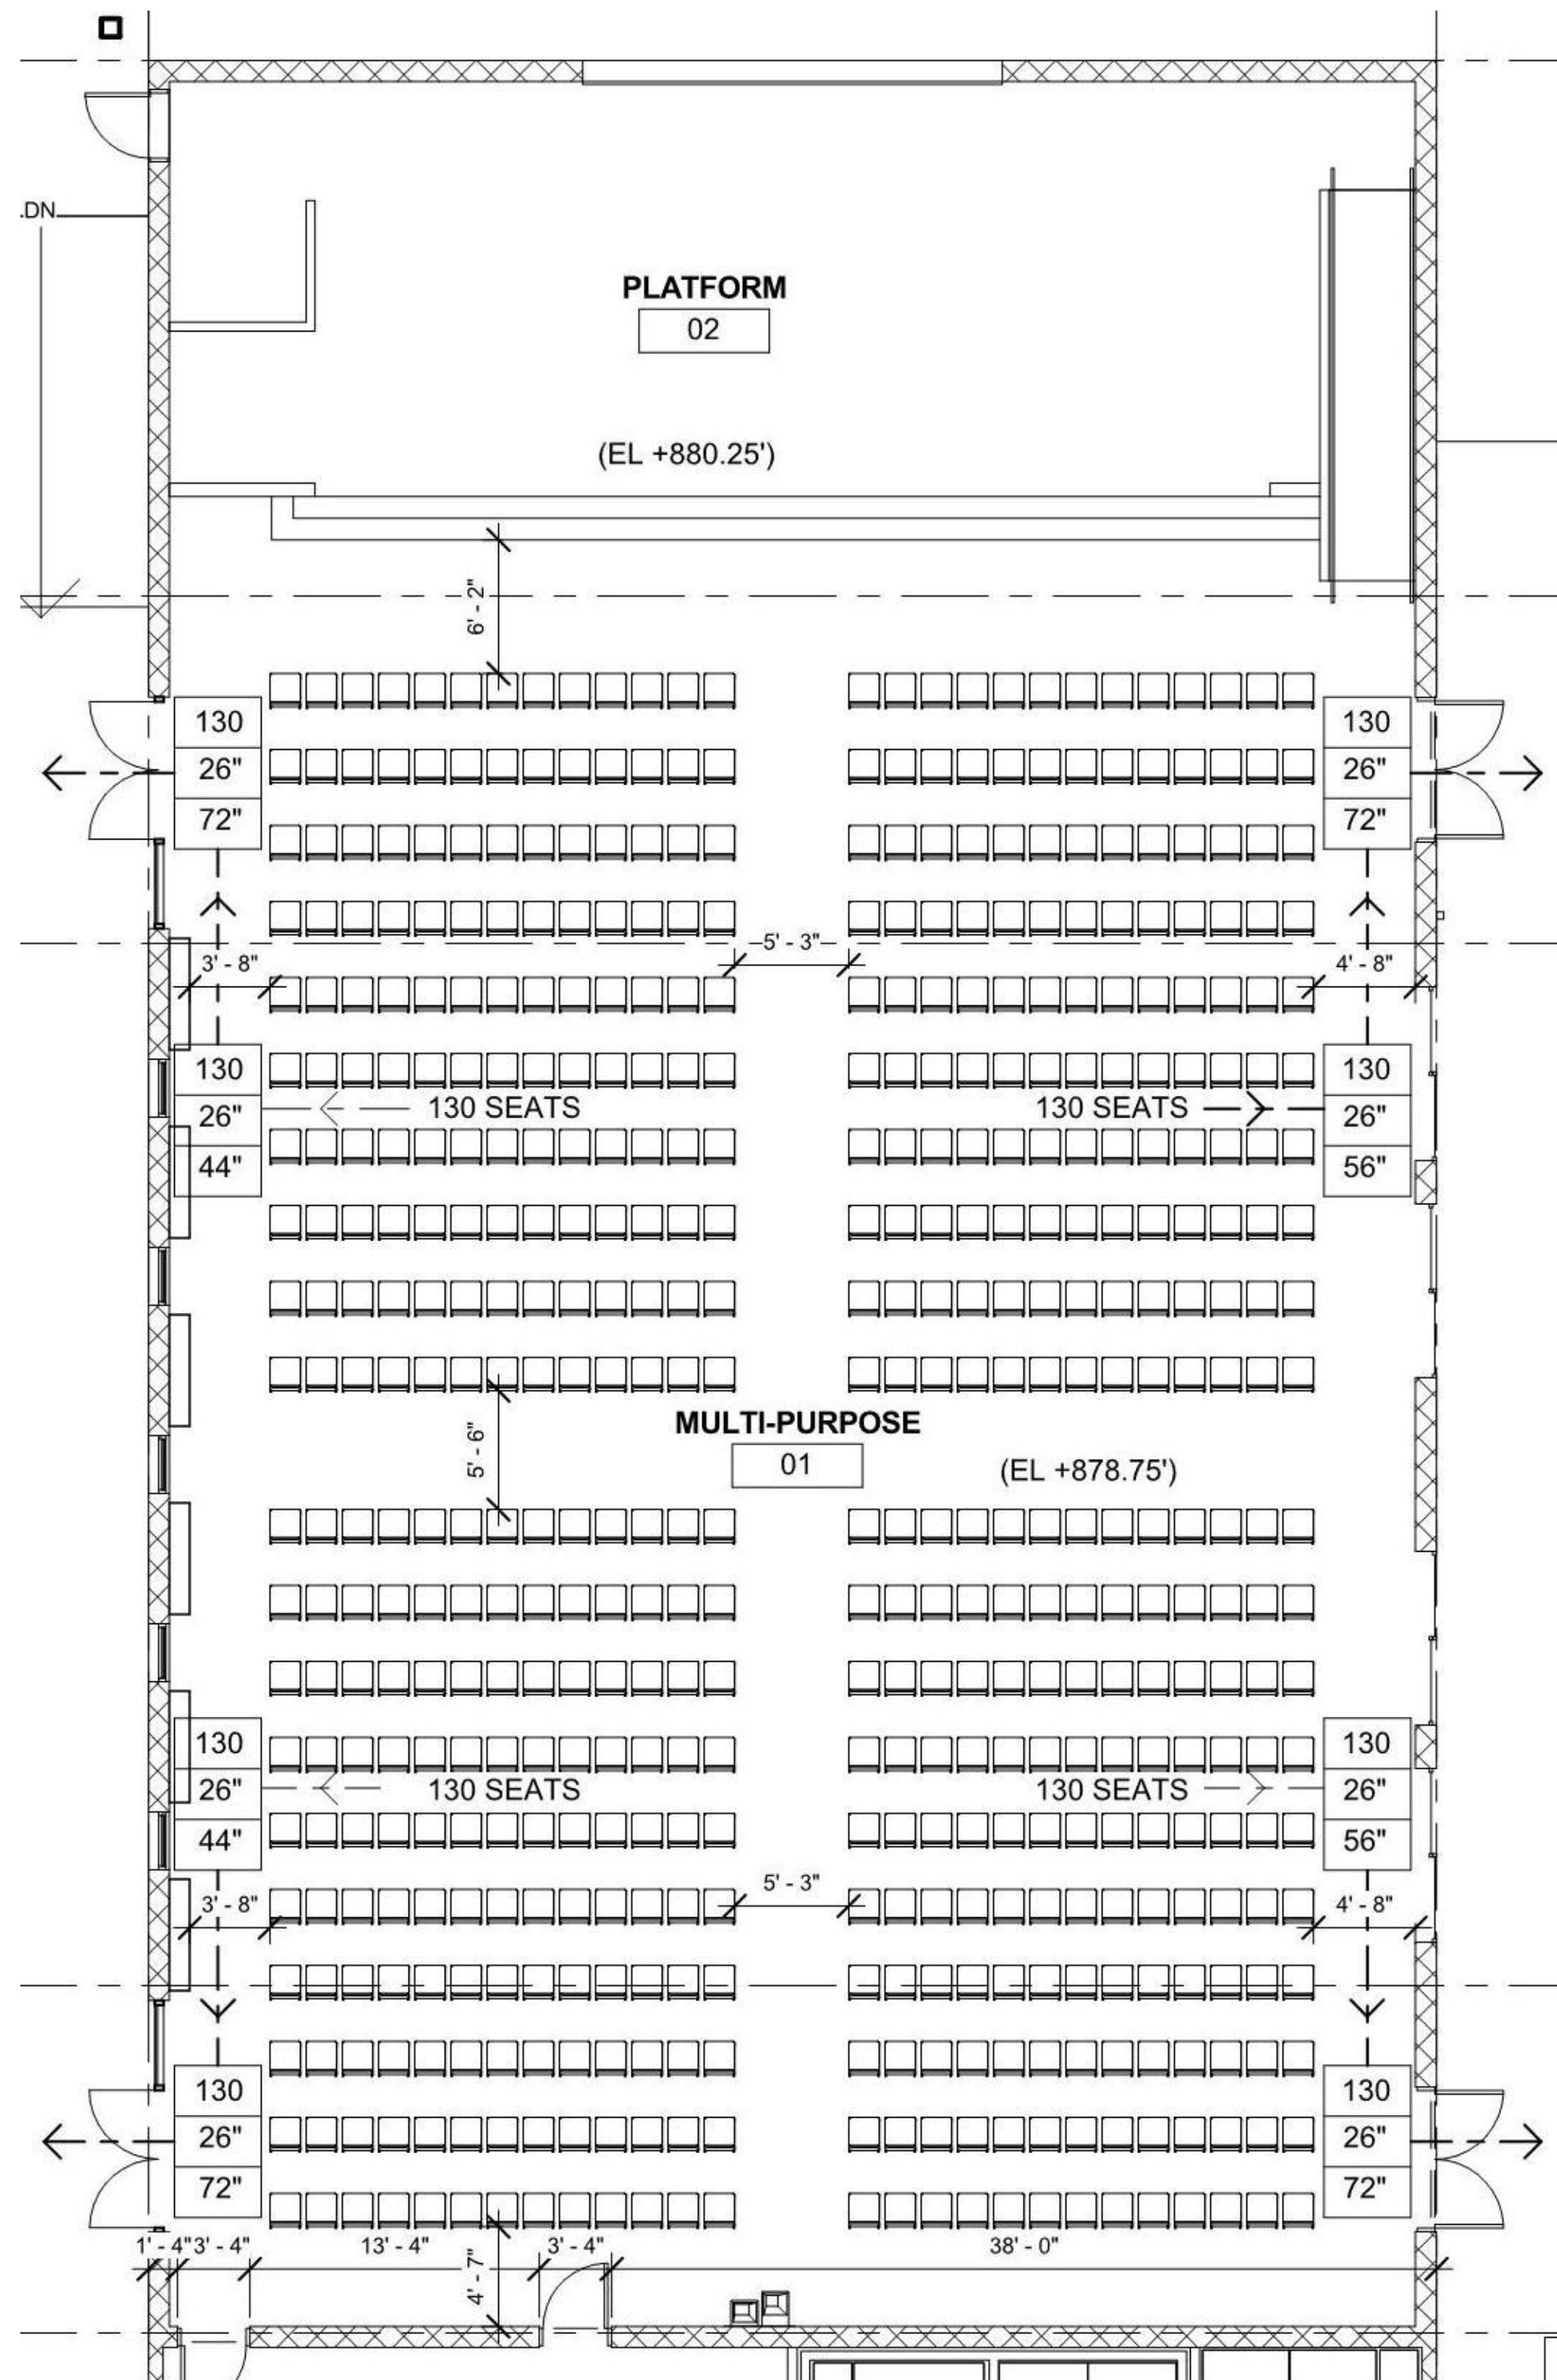 .DN
PLATFORM
02
(EL +880.25')
6' - 2"
130
26"
72"
130
26"
72"
5' - 3"
3' - 8"
4' - 8"
130
26"
44"
130 SEATS
130 SEATS
130
26"
56"
5' - 6"
MULTI-PURPOSE
01
(EL +878.75')
130
26"
44"
130 SEATS
130 SEATS
130
26"
56"
5' - 3"
3' - 8"
4' - 8"
130
26"
72"
130
26"
72"
1' - 4" 3' - 4" 13' - 4" 3' - 4" 38' - 0"
4' - 7"